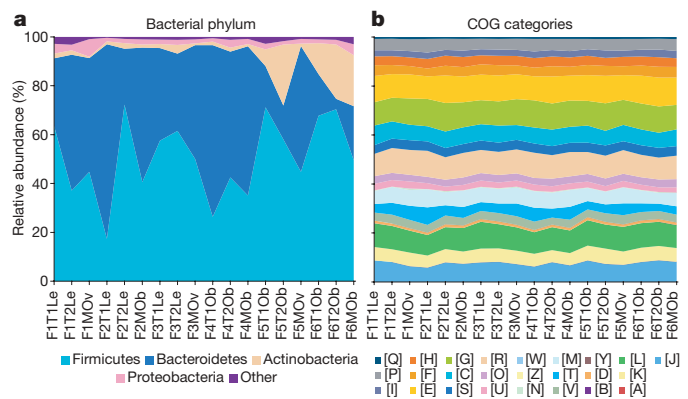 a Bacterial phylum
Relative abundance (%)
100
80
60
40
20
0
F1T1Le F1T2Le F1MOv F2T1Le F2T2Le F2MOb F3T1Le F3T2Le F3MOv F4T1Ob F4T2Ob F4MOb F5T1Ob F5T2Ob F5MOv F6T1Ob F6T2Ob F6MOb
Firmicutes Bacteroidetes Actinobacteria
Proteobacteria Other
b COG categories
F1T1Le F1T2Le F1MOv F2T1Le F2T2Le F2MOb F3T1Le F3T2Le F3MOv F4T1Ob F4T2Ob F4MOb F5T1Ob F5T2Ob F5MOv F6T1Ob F6T2Ob F6MOb
[Q] [H] [G] [R] [W] [M] [Y] [L] [J]
[P] [F] [C] [O] [Z] [T] [D] [K]
[I] [E] [S] [U] [N] [V] [B] [A]